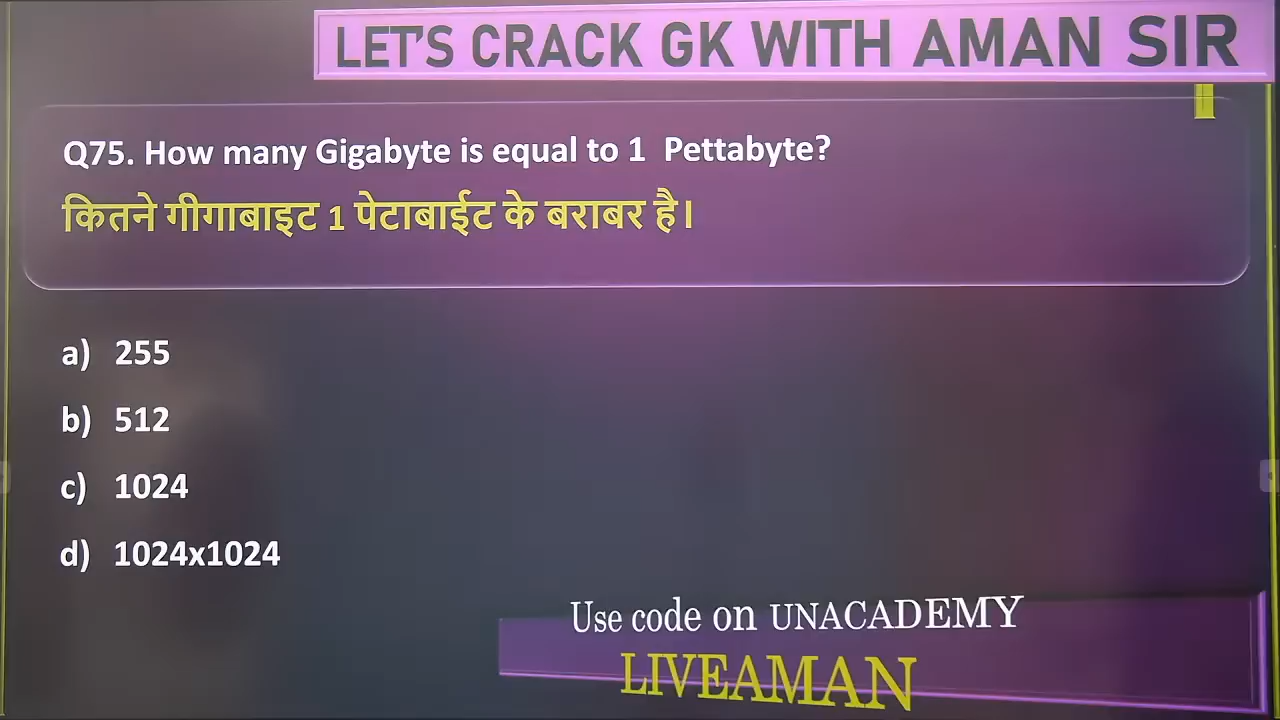 LET'S CRACK GK WITH AMAN SIR
Q75. How many Gigabyte is equal to 1 Pettabyte?
कितने गीगाबाइट 1 पेटाबाईट के बराबर है।
a) 255
b) 512
c) 1024
d) 1024x1024
Use code on UNACADEMY
LIVEAMAN